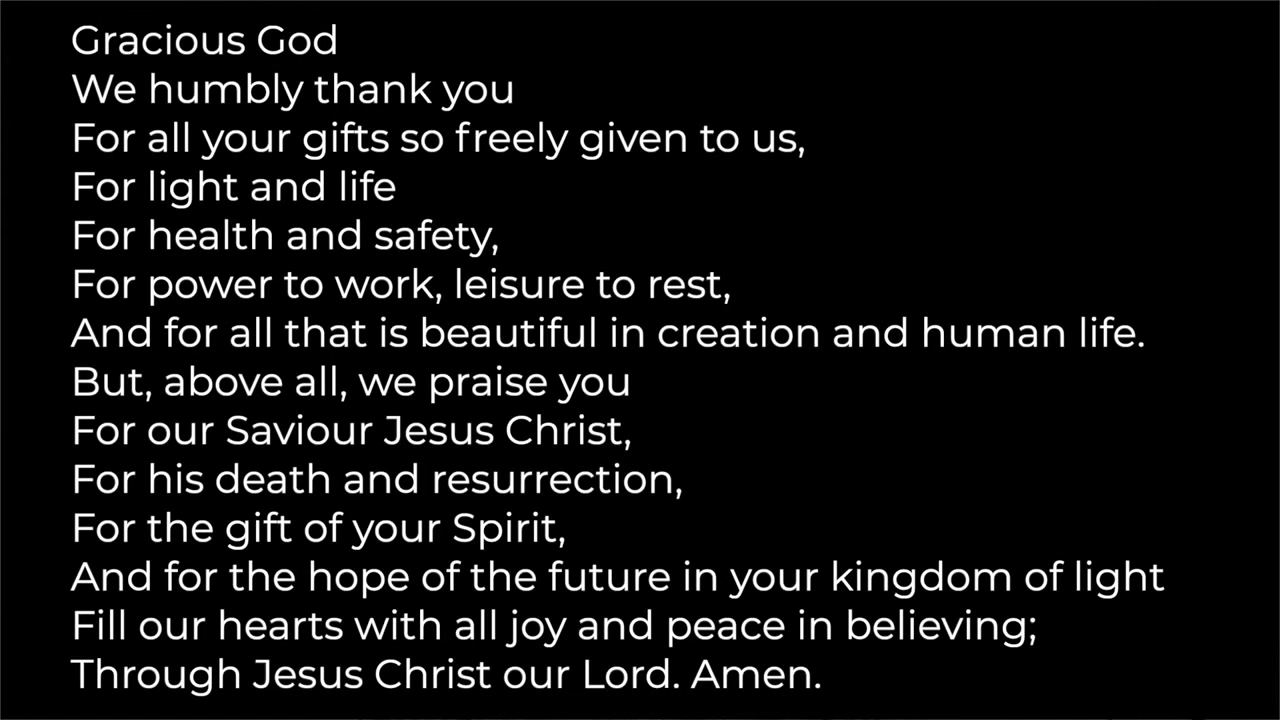 Gracious God
We humbly thank you
For all your gifts so freely given to us,
For light and life
For health and safety,
For power to work, leisure to rest,
And for all that is beautiful in creation and human life.
But, above all, we praise you
For our Saviour Jesus Christ,
For his death and resurrection,
For the gift of your Spirit,
And for the hope of the future in your kingdom of light
Fill our hearts with all joy and peace in believing;
Through Jesus Christ our Lord. Amen.